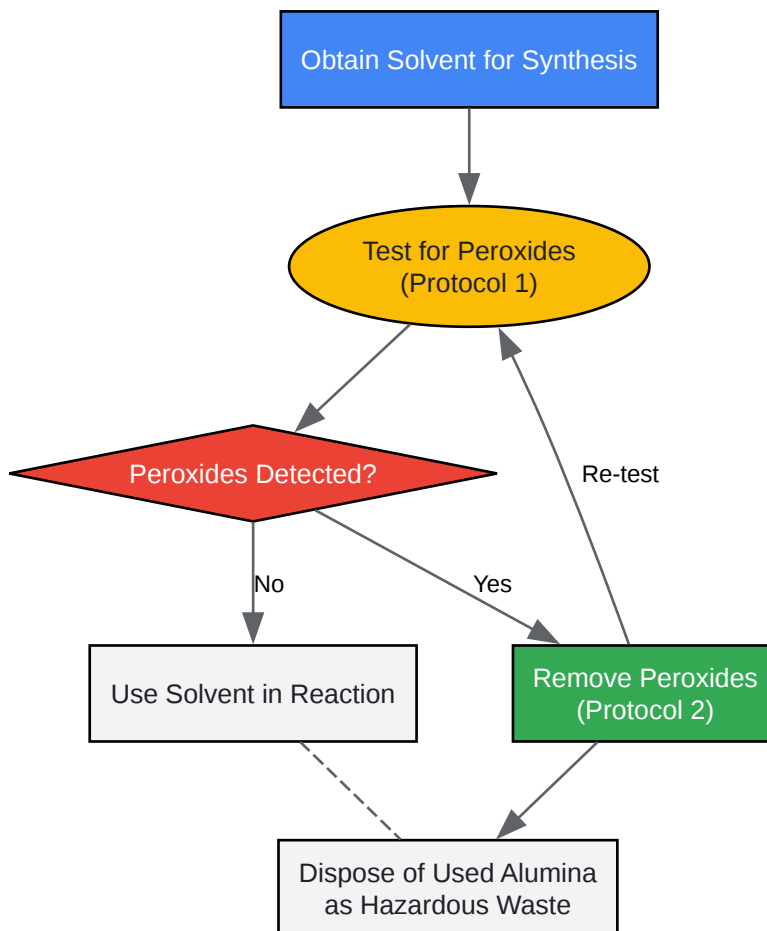 Obtain Solvent for Synthesis
Test for Peroxides
(Protocol 1)
Peroxides Detected?
Re-test
No
Yes
Use Solvent in Reaction
Remove Peroxides
(Protocol 2)
Dispose of Used Alumina
as Hazardous Waste